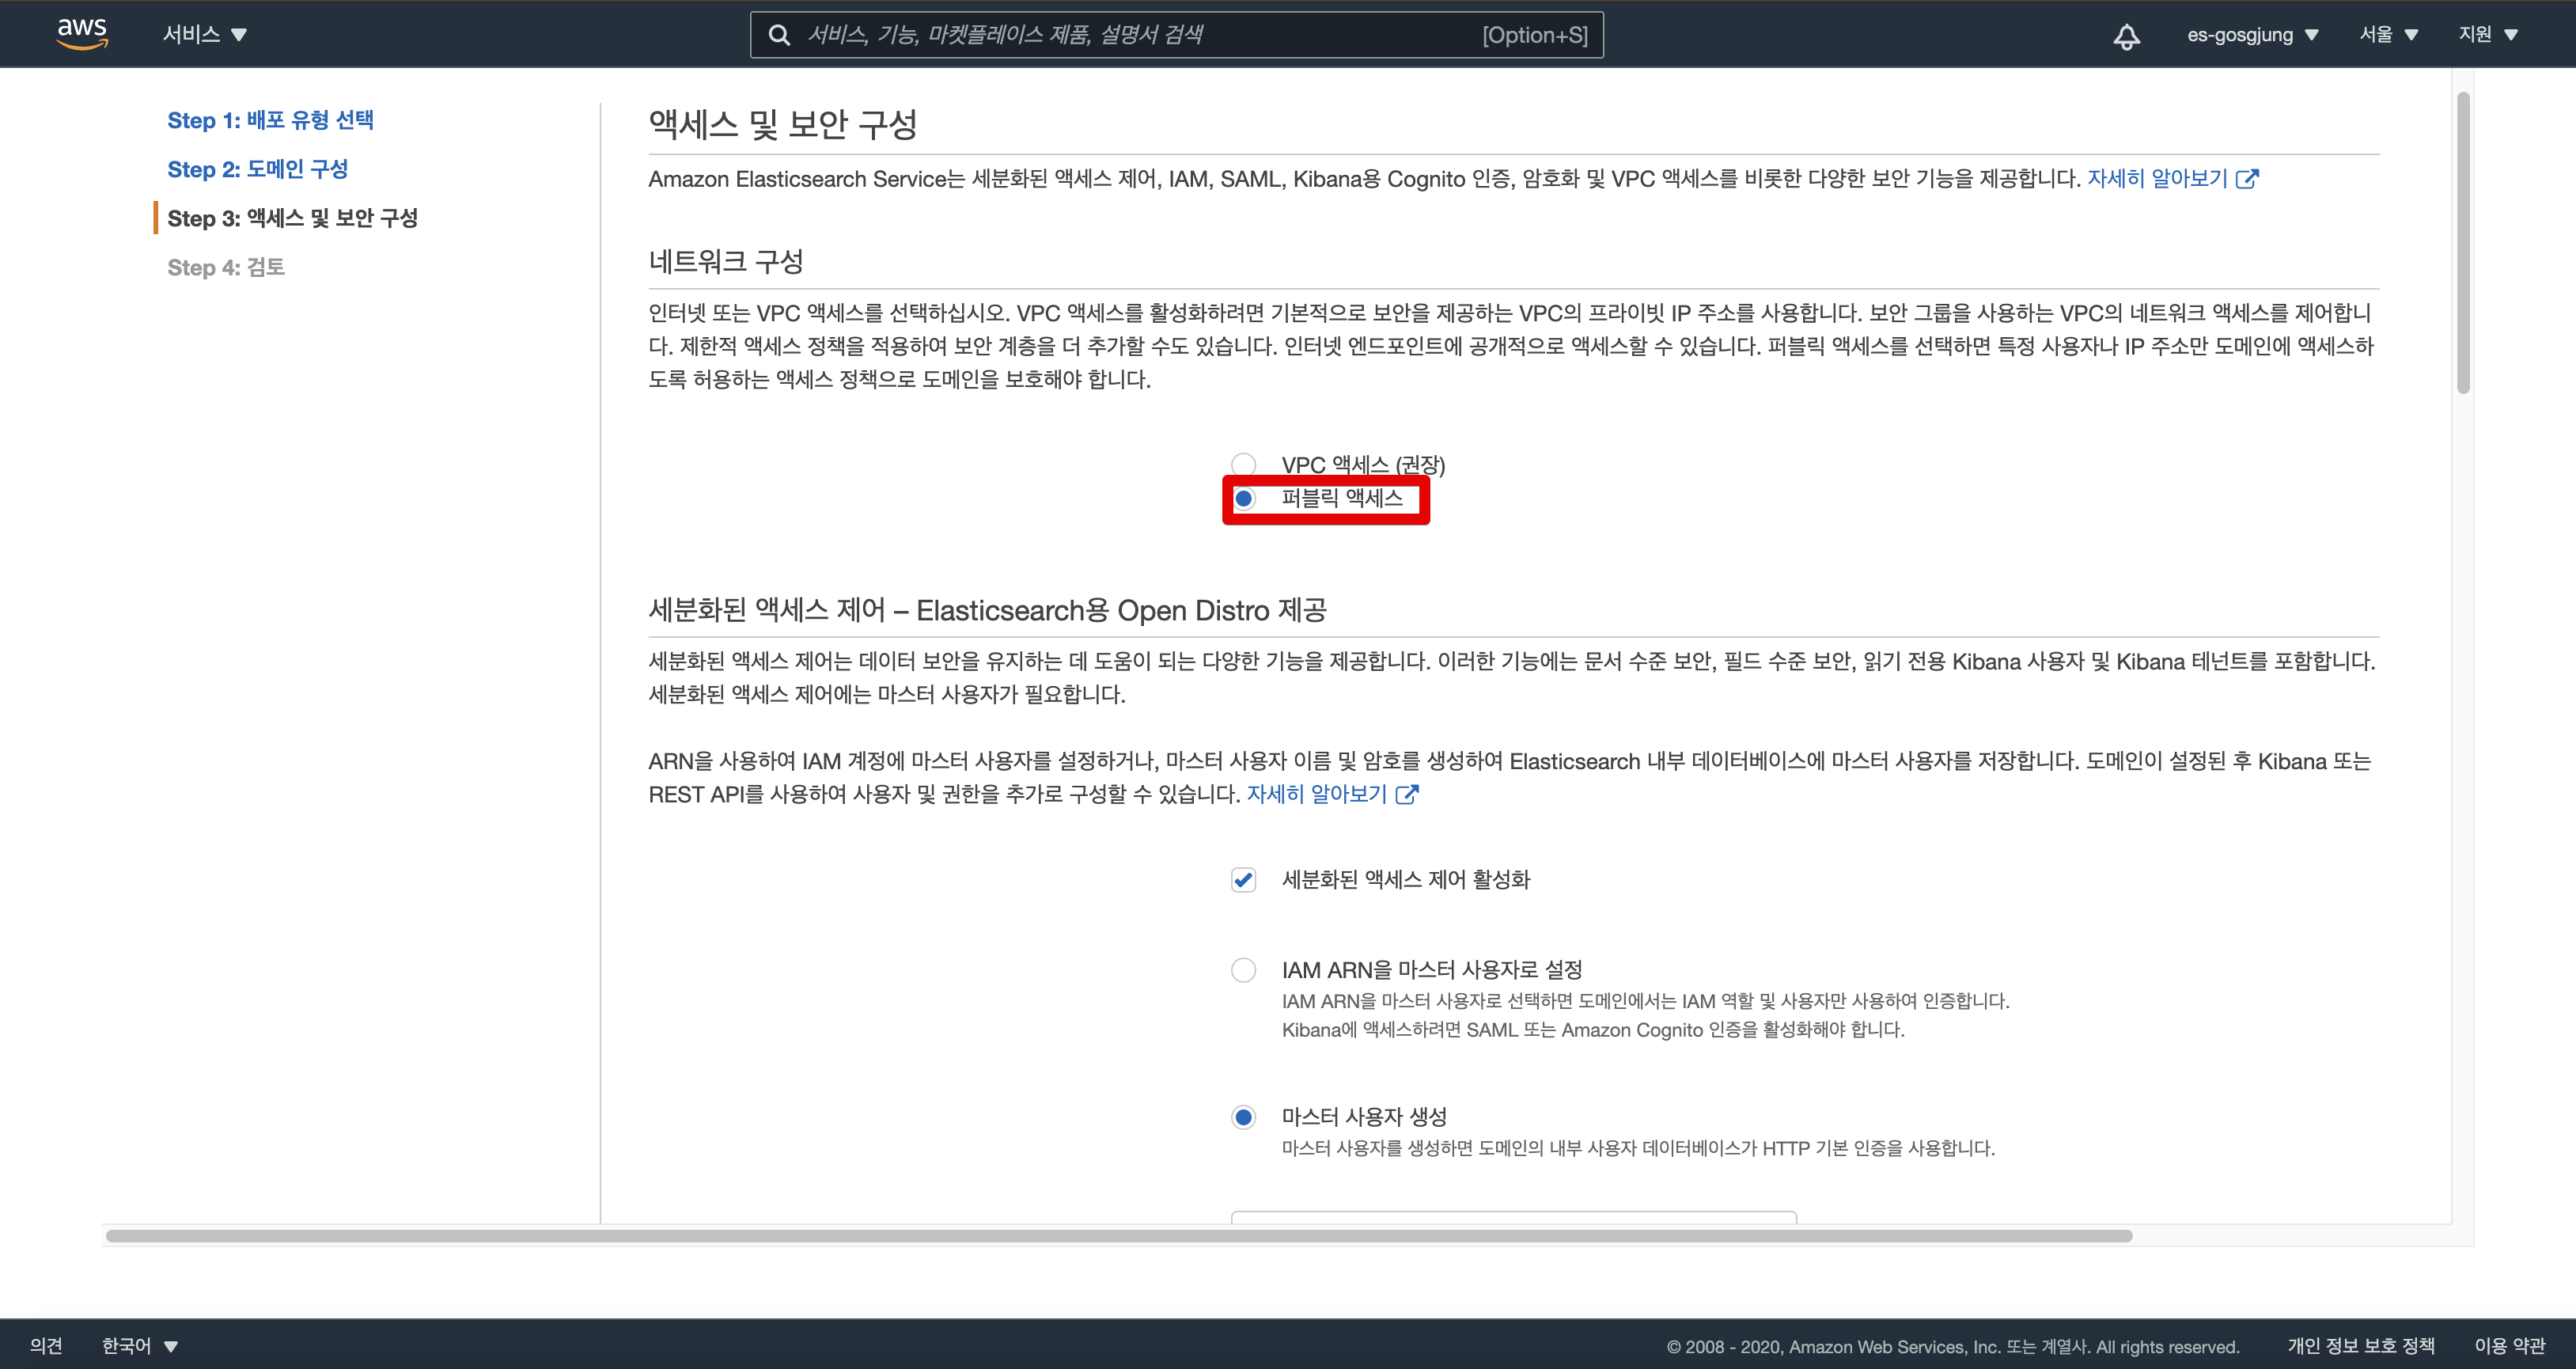 aws
서비스
서비스, 기능, 마켓플레이스 제품, 설명서 검색
[Option+S]
es-gosgjung
서울
지원
Step 1: 배포 유형 선택
Step 2: 도메인 구성
Step 3: 액세스 및 보안 구성
Step 4: 검토
액세스 및 보안 구성
Amazon Elasticsearch Service는 세분화된 액세스 제어, IAM, SAML, Kibana용 Cognito 인증, 암호화 및 VPC 액세스를 비롯한 다양한 보안 기능을 제공합니다. 자세히 알아보기
네트워크 구성
인터넷 또는 VPC 액세스를 선택하십시오. VPC 액세스를 활성화하려면 기본적으로 보안을 제공하는 VPC의 프라이빗 IP 주소를 사용합니다. 보안 그룹을 사용하는 VPC의 네트워크 액세스를 제어합니
다. 제한적 액세스 정책을 적용하여 보안 계층을 더 추가할 수도 있습니다. 인터넷 엔드포인트에 공개적으로 액세스할 수 있습니다. 퍼블릭 액세스를 선택하면 특정 사용자나 IP 주소만 도메인에 액세스하
도록 허용하는 액세스 정책으로 도메인을 보호해야 합니다.
VPC 액세스 (권장)
퍼블릭 액세스
세분화된 액세스 제어 – Elasticsearch용 Open Distro 제공
세분화된 액세스 제어는 데이터 보안을 유지하는 데 도움이 되는 다양한 기능을 제공합니다. 이러한 기능에는 문서 수준 보안, 필드 수준 보안, 읽기 전용 Kibana 사용자 및 Kibana 테넌트를 포함합니다.
세분화된 액세스 제어에는 마스터 사용자가 필요합니다.
ARN을 사용하여 IAM 계정에 마스터 사용자를 설정하거나, 마스터 사용자 이름 및 암호를 생성하여 Elasticsearch 내부 데이터베이스에 마스터 사용자를 저장합니다. 도메인이 설정된 후 Kibana 또는
REST API를 사용하여 사용자 및 권한을 추가로 구성할 수 있습니다. 자세히 알아보기
세분화된 액세스 제어 활성화
IAM ARN을 마스터 사용자로 설정
IAM ARN을 마스터 사용자로 선택하면 도메인에서는 IAM 역할 및 사용자만 사용하여 인증합니다.
Kibana에 액세스하려면 SAML 또는 Amazon Cognito 인증을 활성화해야 합니다.
마스터 사용자 생성
마스터 사용자를 생성하면 도메인의 내부 사용자 데이터베이스가 HTTP 기본 인증을 사용합니다.
의견
한국어
© 2008 - 2020, Amazon Web Services, Inc. 또는 계열사. All rights reserved.
개인 정보 보호 정책
이용 약관